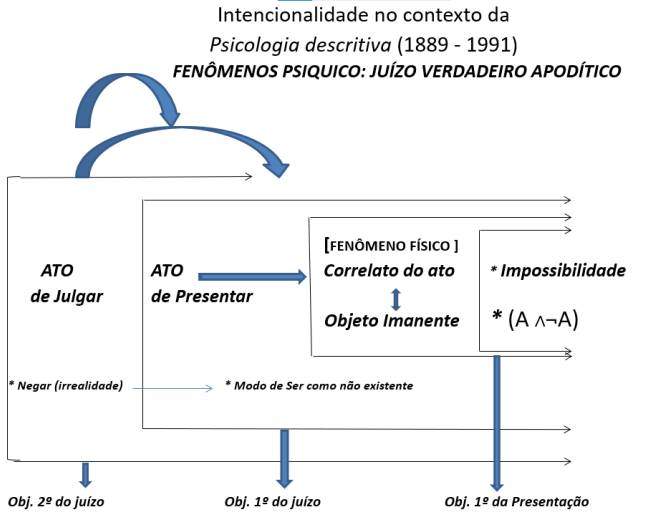 Intencionalidade no contexto da
Psicologia descritiva (1889 - 1991)
FENÔMENOS PSIQUICO: JUÍZO VERDADEIRO APODÍTICO
[FENÔMENO FÍSICO ]
ATO
de Julgar
ATO
de Presentar
Correlato do ato
Objeto Imanente
* Impossibilidade
* (A ∧¬A)
* Negar (irrealidade)
* Modo de Ser como não existente
Obj. 2º do juízo
Obj. 1º do juízo
Obj. 1º da Presentação